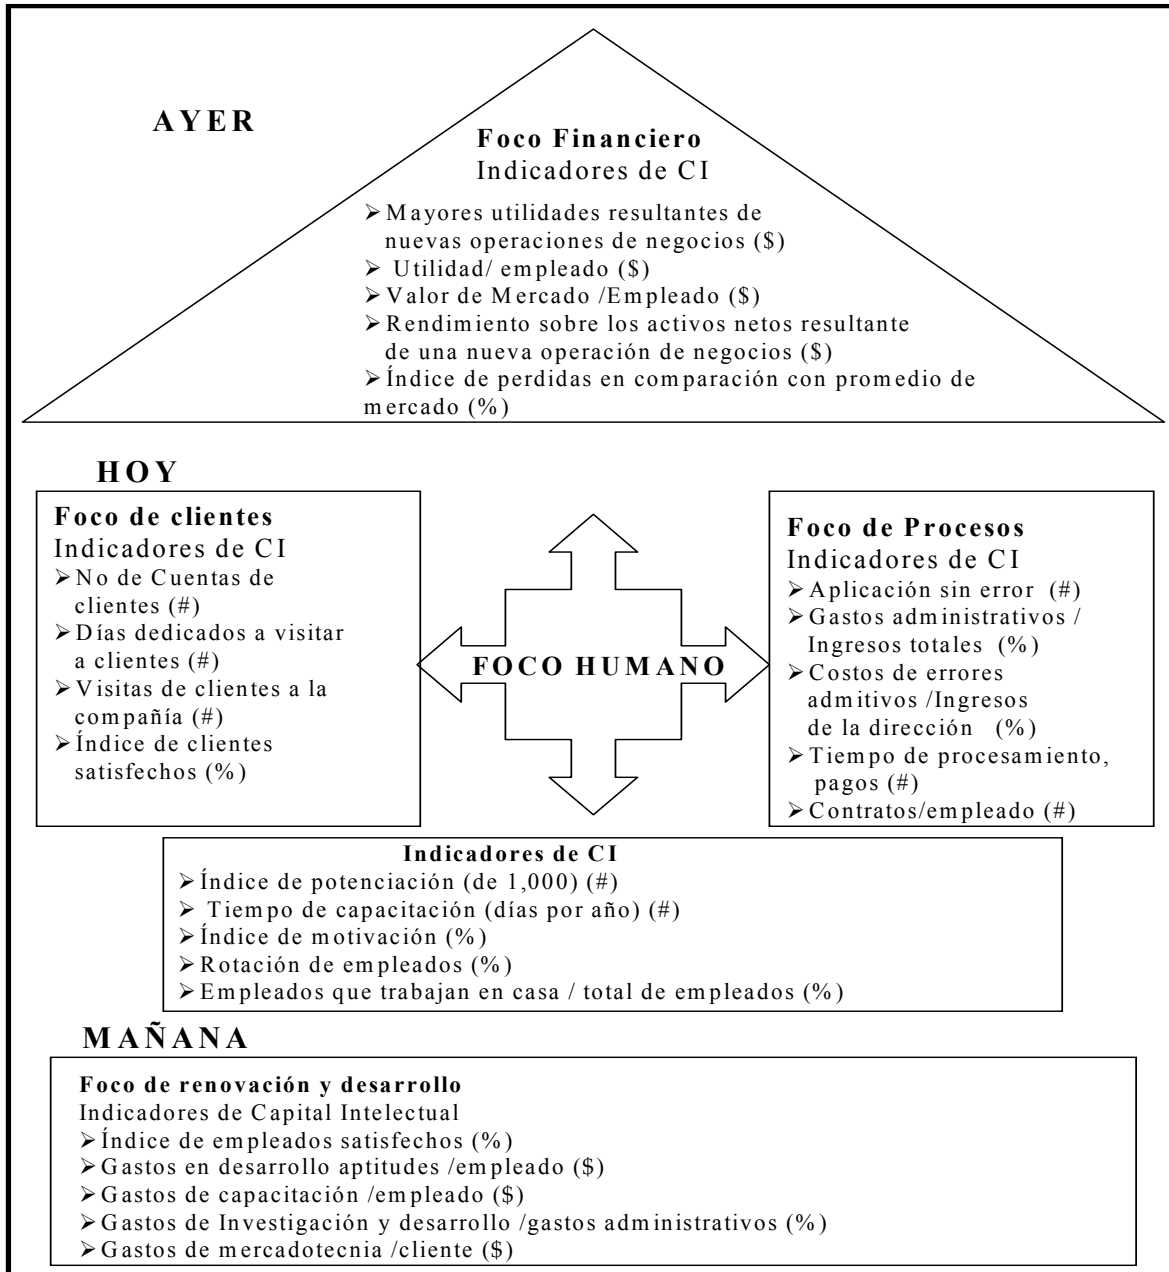 AYER
Foco Financiero
Indicadores de CI
➢Mayores utilidades resultantes de
nuevas operaciones de negocios ($)
➢ Utilidad/ empleado ($)
➢Valor de Mercado /Empleado ($)
➢Rendimiento sobre los activos netos resultante
de una nueva operación de negocios ($)
➢Índice de perdidas en comparación con promedio de
mercado (%)
HOY
Foco de clientes
Indicadores de CI
➢No de Cuentas de
clientes (#)
➢Días dedicados a visitar
a clientes (#)
➢Visitas de clientes a la
compañía (#)
➢Índice de clientes
satisfechos (%)
FOCO HUMANO
Foco de Procesos
Indicadores de CI
➢Aplicación sin error (#)
➢Gastos administrativos /
Ingresos totales (%)
➢Costos de errores
admitivos /Ingresos
de la dirección (%)
➢Tiempo de procesamiento,
pagos (#)
➢Contratos/empleado (#)
Indicadores de CI
➢Índice de potenciación (de 1,000) (#)
➢ Tiempo de capacitación (días por año) (#)
➢Índice de motivación (%)
➢Rotación de empleados (%)
➢Empleados que trabajan en casa / total de empleados (%)
MAÑANA
Foco de renovación y desarrollo
Indicadores de Capital Intelectual
➢Índice de empleados satisfechos (%)
➢Gastos en desarrollo aptitudes /empleado ($)
➢Gastos de capacitación /empleado ($)
➢Gastos de Investigación y desarrollo /gastos administrativos (%)
➢Gastos de mercadotecnia /cliente ($)